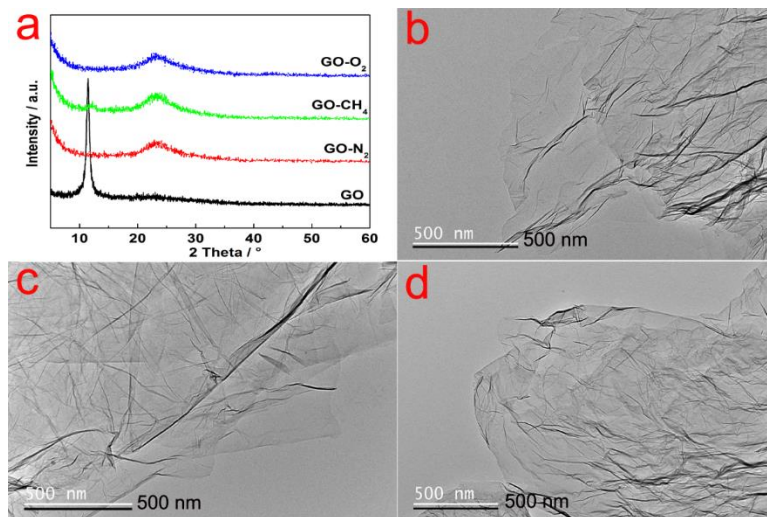 a
GO-O₂
GO-CH₄
GO-N₂
GO
Intensity / a.u.
10 20 30 40 50 60
2 Theta / °
b
500 nm 500 nm
c
500 nm 500 nm
d
500 nm 500 nm